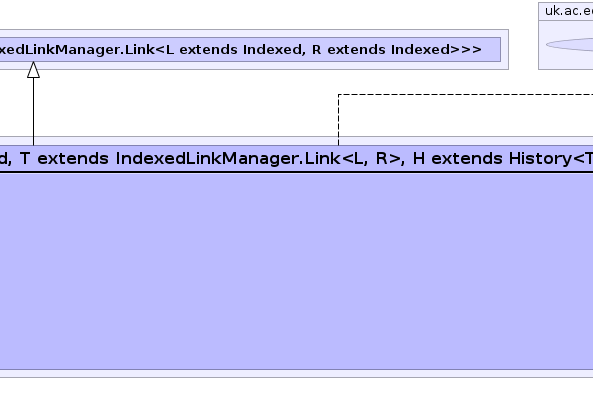 uk.ac.e
xedLinkManager.Link<L extends Indexed, R extends Indexed>>>
d, T extends IndexedLinkManager.Link<L, R>, H extends History<T